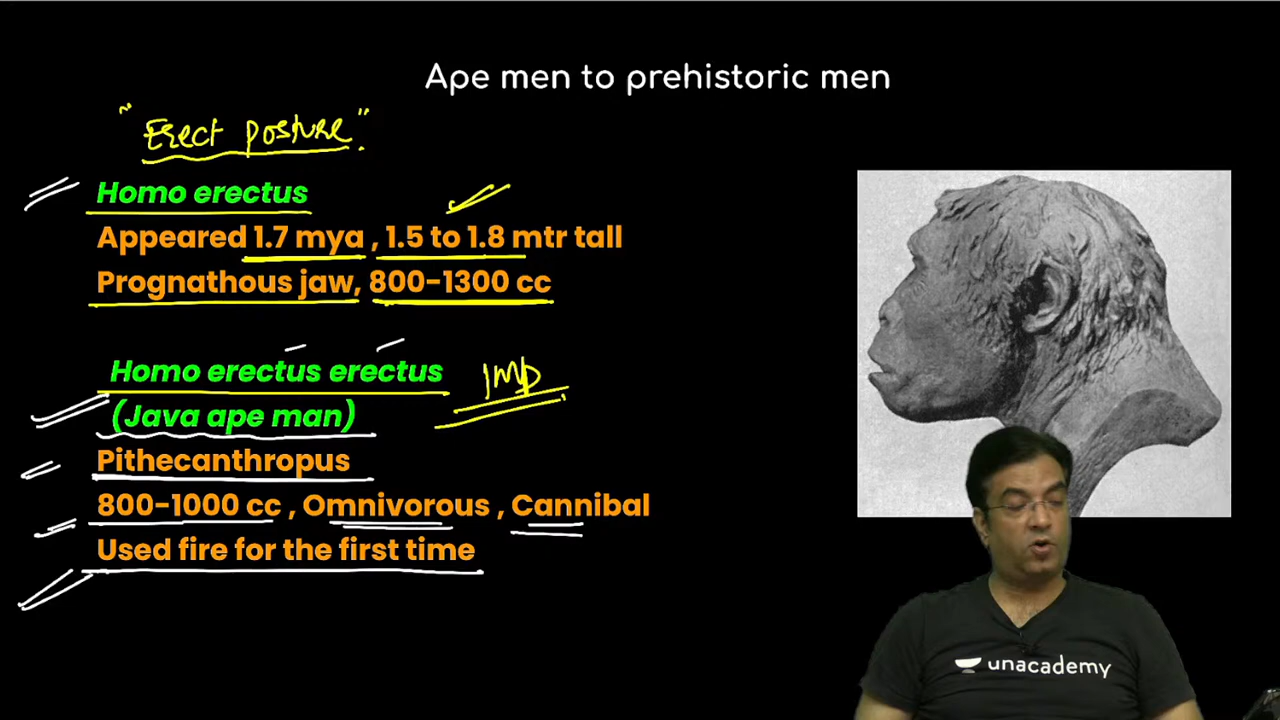 Ape men to prehistoric men
"Erect posture".
Homo erectus
Appeared 1.7 mya , 1.5 to 1.8 mtr tall
Prognathous jaw, 800-1300 cc
Homo erectus erectus
IMP
(Java ape man)
Pithecanthropus
800-1000 cc , Omnivorous , Cannibal
Used fire for the first time
unacademy